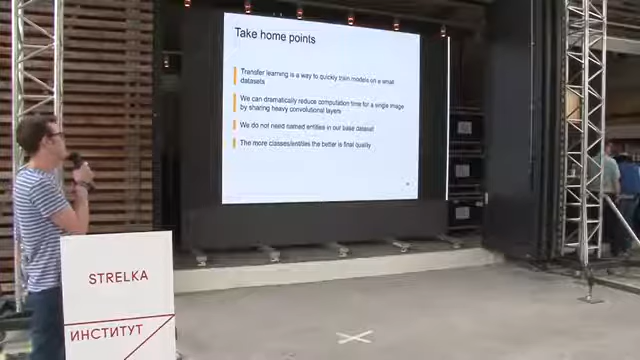 Take home points
Transfer learning is a way to quickly train models on a small
datasets
We can dramatically reduce computation time for a single image
by sharing heavy convolutional layers
We do not need named entities in our base dataset
The more classes/entities the better is final quality
STRELKA
ИНСТИТУТ